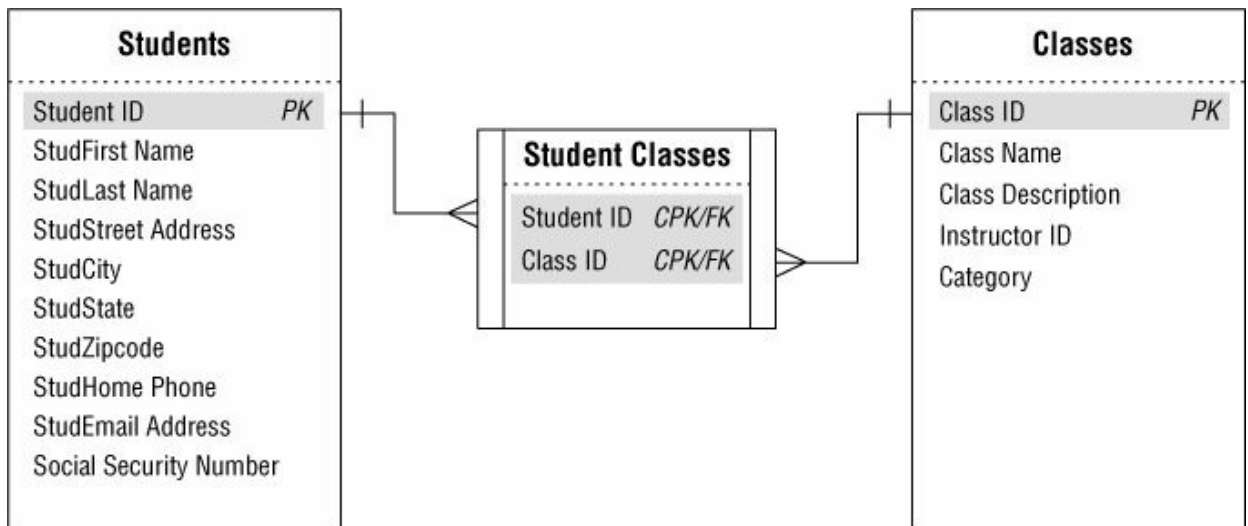 Students
Student ID PK
StudFirst Name
StudLast Name
StudStreet Address
StudCity
StudState
StudZipcode
StudHome Phone
StudEmail Address
Social Security Number
Student Classes
Student ID CPK/FK
Class ID CPK/FK
Classes
Class ID PK
Class Name
Class Description
Instructor ID
Category